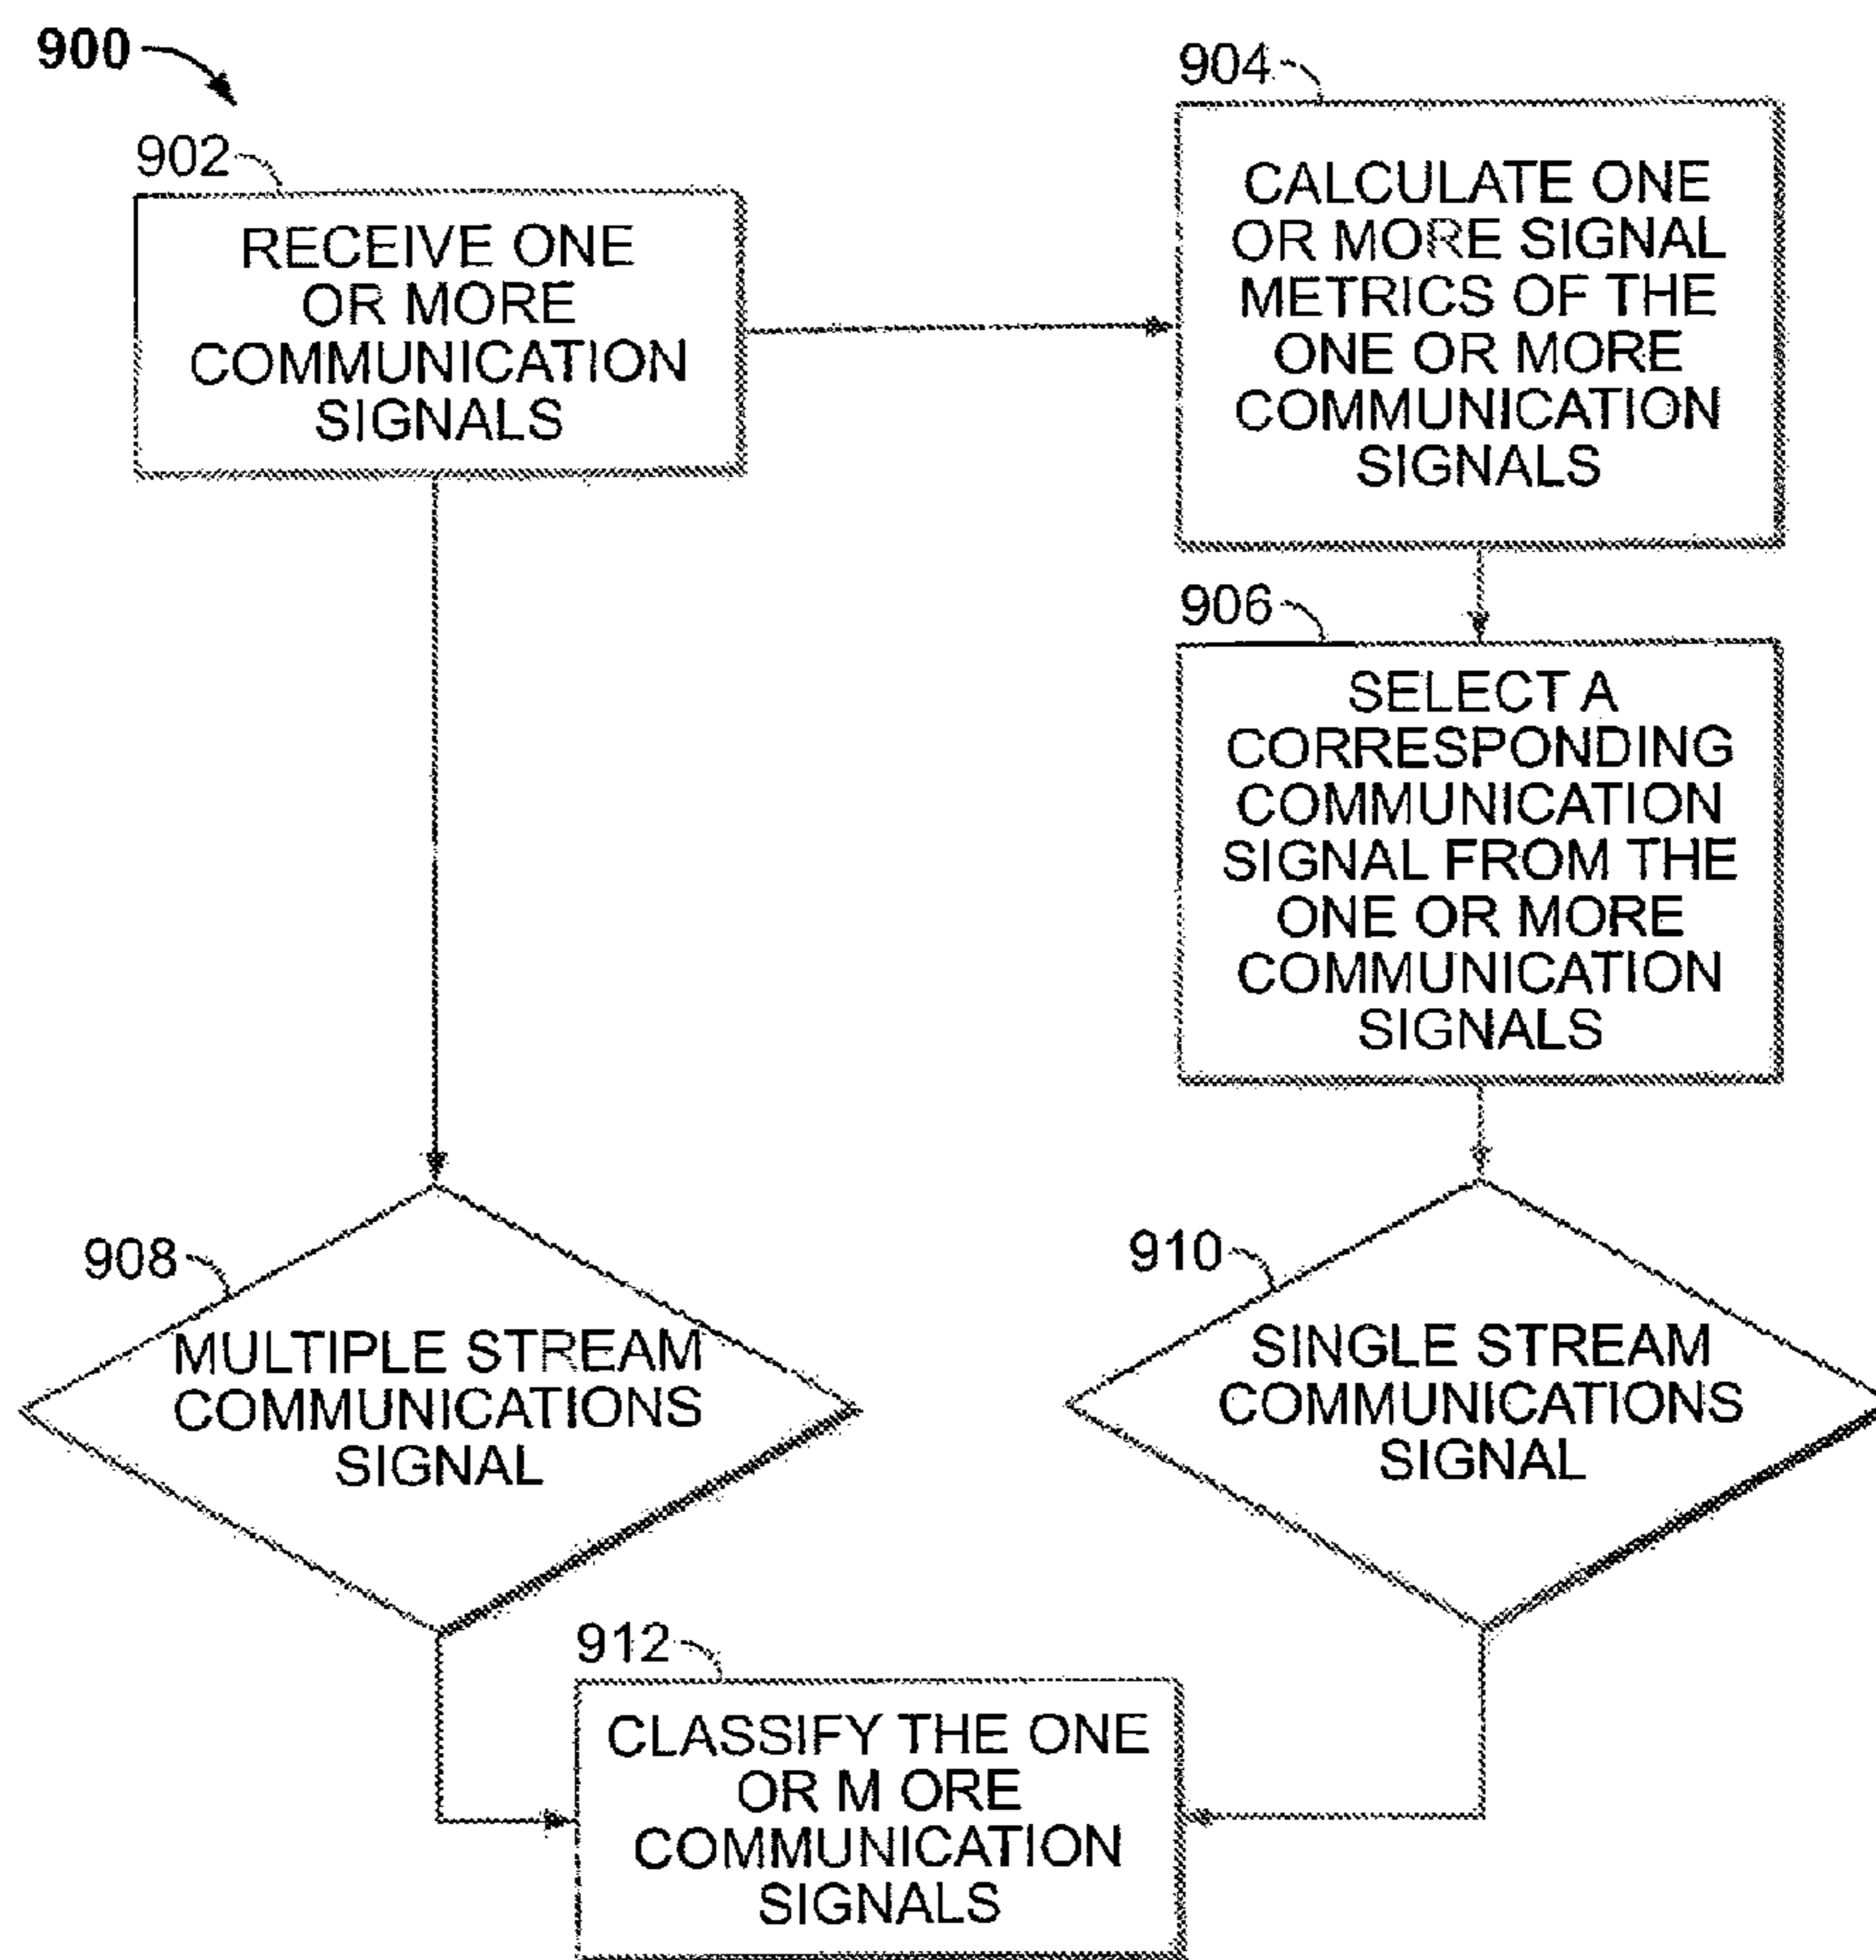 900
902
RECEIVE ONE
OR MORE
COMMUNICATION
SIGNALS
904
CALCULATE ONE
OR MORE SIGNAL
METRICS OF THE
ONE OR MORE
COMMUNICATION
SIGNALS
906
SELECT A
CORRESPONDING
COMMUNICATION
SIGNAL FROM THE
ONE OR MORE
COMMUNICATION
SIGNALS
908
MULTIPLE STREAM
COMMUNICATIONS
SIGNAL
910
SINGLE STREAM
COMMUNICATIONS
SIGNAL
912
CLASSIFY THE ONE
OR M ORE
COMMUNICATION
SIGNALS